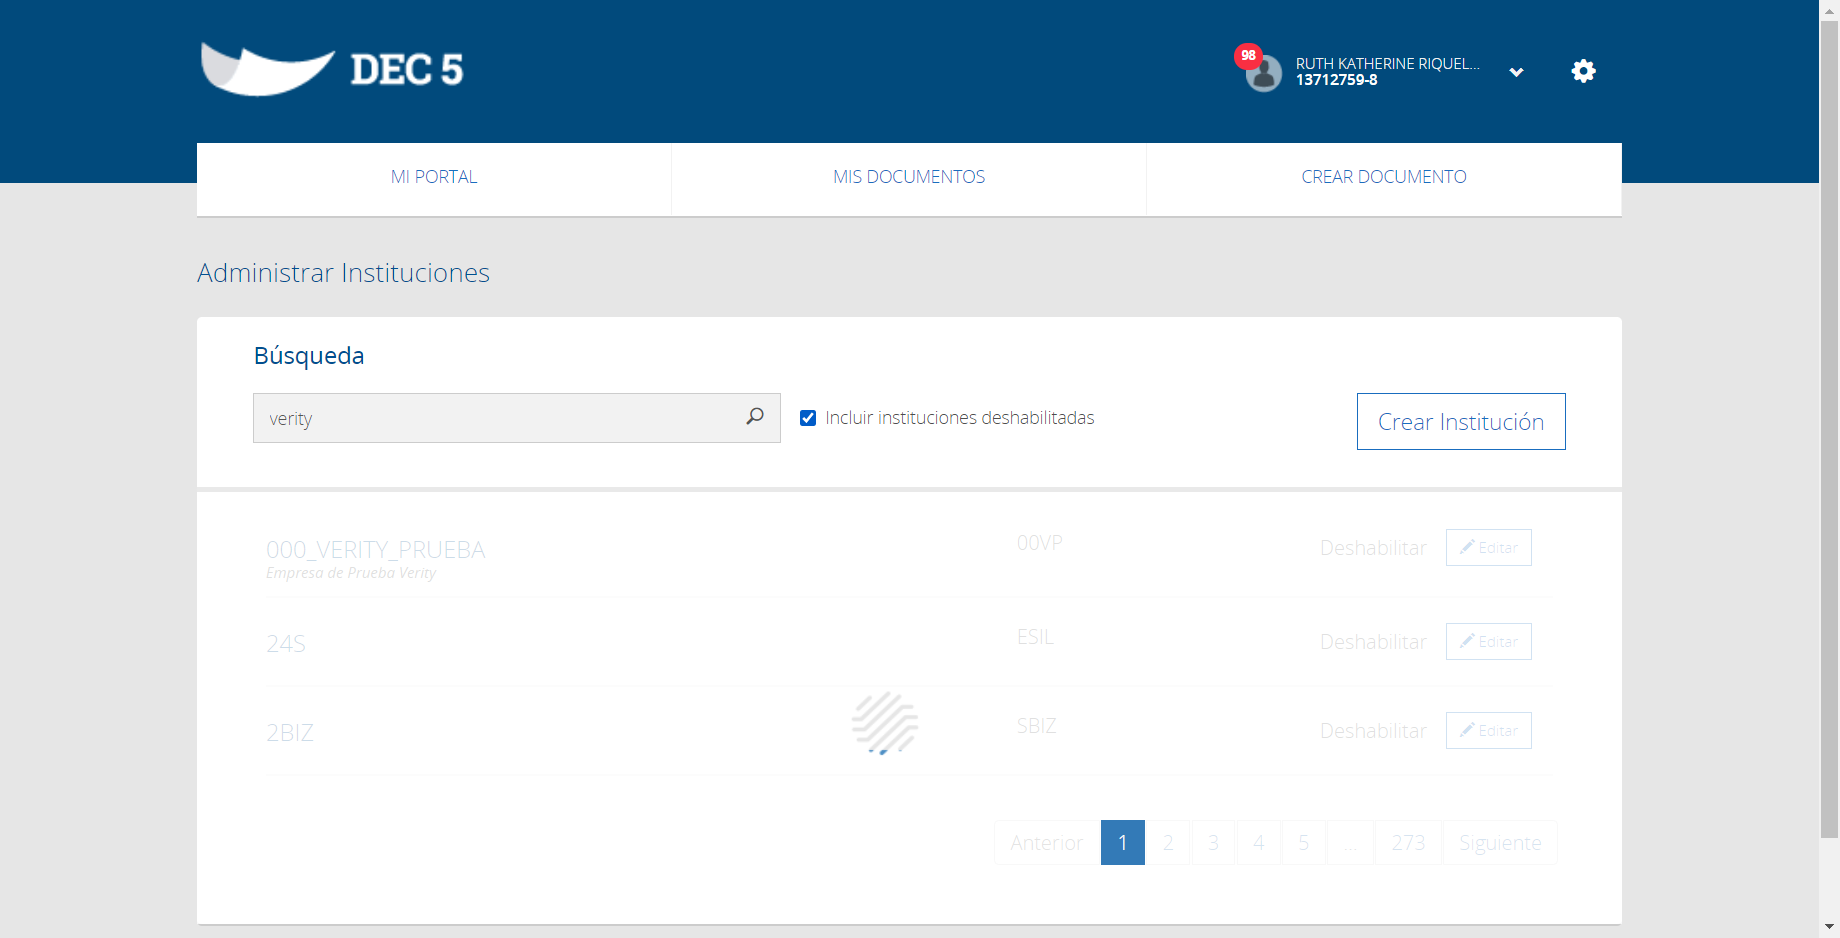 DEC 5
98
RUTH KATHERINE RIQUEL...
13712759-8
MI PORTAL
MIS DOCUMENTOS
CREAR DOCUMENTO
Administrar Instituciones
Búsqueda
verity
Incluir instituciones deshabilitadas
Crear Institución
000_VERITY_PRUEBA
Empresa de Prueba Verity
00VP
Deshabilitar
Editar
24S
ESIL
Deshabilitar
Editar
2BIZ
SBIZ
Deshabilitar
Editar
Anterior 1 2 3 4 5 ... 273 Siguiente